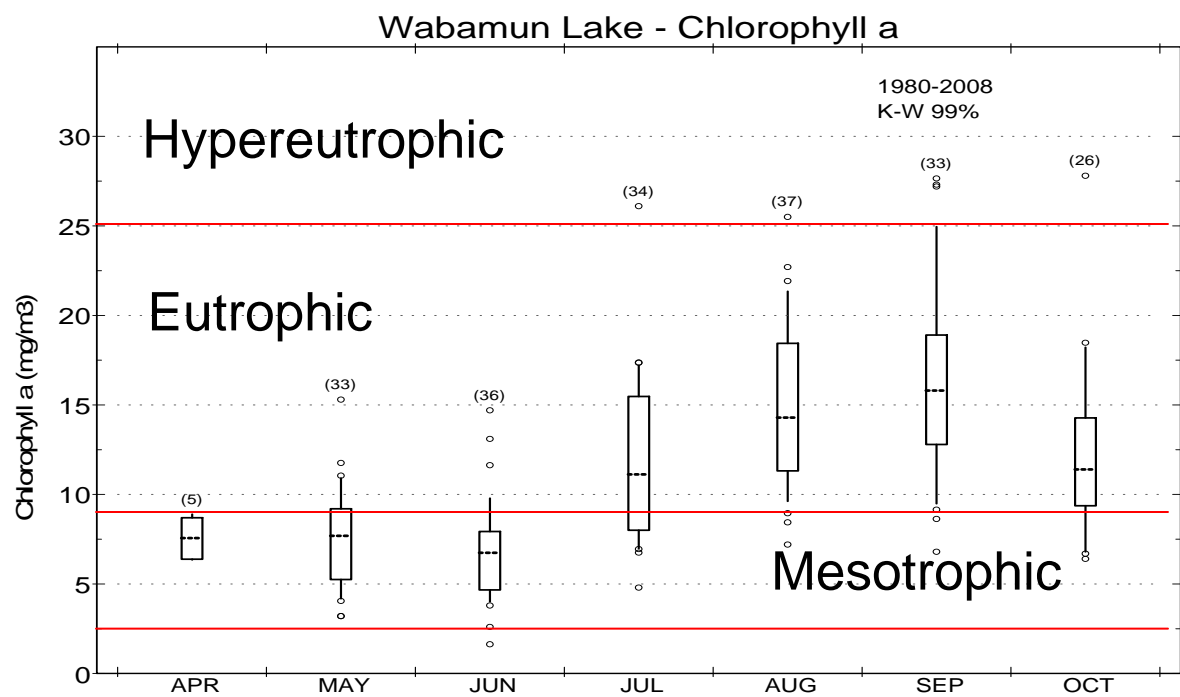 Wabamun Lake - Chlorophyll a
1980-2008
K-W 99%
Hypereutrophic
30
(33)
(26)
(34)
(37)
25
Eutrophic
20
Chlorophyll a (mg/m3)
(33)
(36)
15
(5)
10
Mesotrophic
5
0
APR MAY JUN JUL AUG SEP OCT